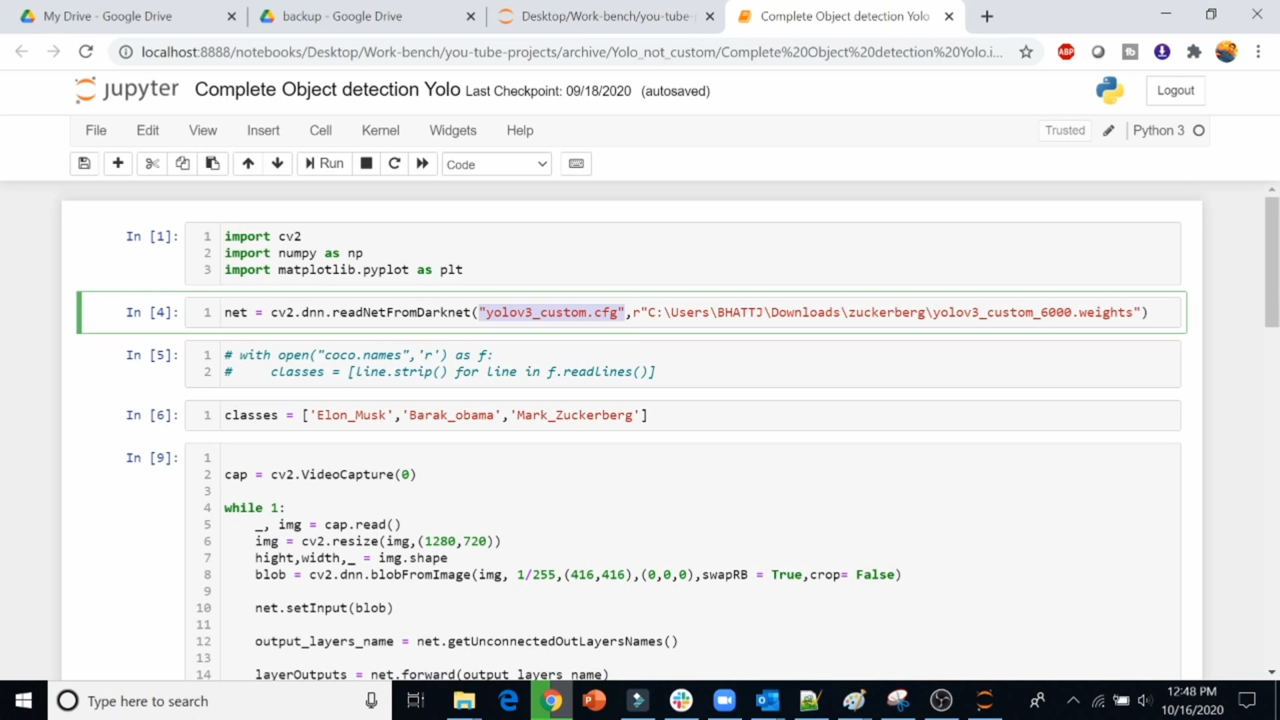 My Drive - Google Drive
backup - Google Drive
Desktop/Work-bench/you-tube-
Complete Object detection Yolo
localhost:8888/notebooks/Desktop/Work-bench/you-tube-projects/archive/Yolo_not_custom/Complete%20Object%20detection%20Yolo.i...
ABP
jupyter Complete Object detection Yolo Last Checkpoint: 09/18/2020 (autosaved)
Logout
File Edit View Insert Cell Kernel Widgets Help
Trusted
Python 3
Run
Code
In [1]:
1 import cv2
2 import numpy as np
3 import matplotlib.pyplot as plt
In [4]:
1 net = cv2.dnn.readNetFromDarknet("yolov3_custom.cfg",r"C:\Users\BHATTJ\Downloads\zuckerberg\yolov3_custom_6000.weights")
In [5]:
1 # with open("coco.names",'r') as f:
2 #     classes = [line.strip() for line in f.readlines()]
In [6]:
1 classes = ['Elon_Musk','Barak_obama','Mark_Zuckerberg']
In [9]:
1
2 cap = cv2.VideoCapture(0)
3
4 while 1:
5     _, img = cap.read()
6     img = cv2.resize(img,(1280,720))
7     hight,width,_ = img.shape
8     blob = cv2.dnn.blobFromImage(img, 1/255,(416,416),(0,0,0),swapRB = True,crop= False)
9
10     net.setInput(blob)
11
12     output_layers_name = net.getUnconnectedOutLayersNames()
13
14     layerOutputs = net.forward(output_layers_name)
Type here to search
12:48 PM
10/16/2020